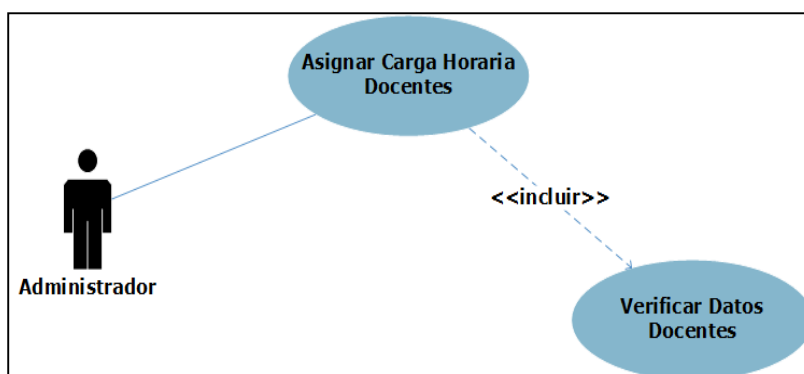 Asignar Carga Horaria
Docentes
<<incluir>>
Administrador
Verificar Datos
Docentes